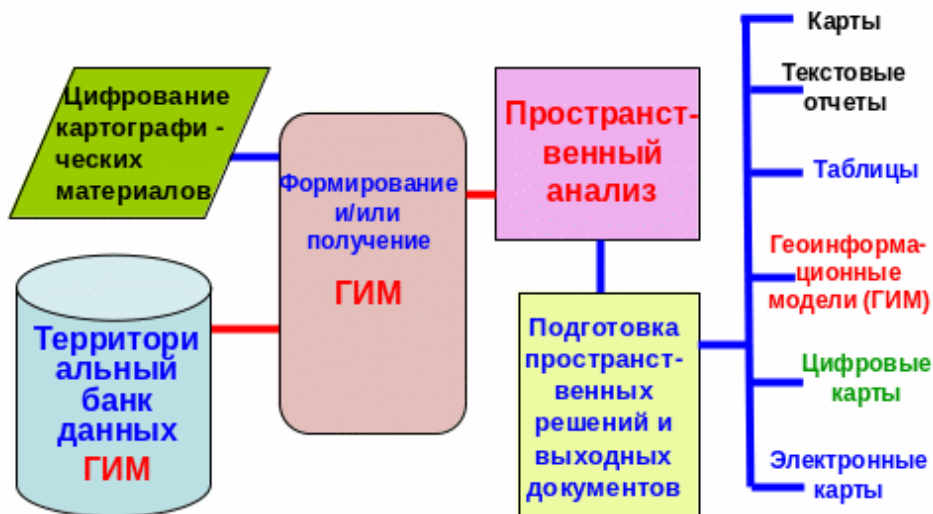 Цифрование
картографи -
ческих
материалов
Территори
альный
банк
данных
ГИМ
Формирование
и/или
получение
ГИМ
Пространст-
венный
анализ
Подготовка
пространст-
венных
решений и
выходных
документов
Карты
Текстовые
отчеты
Таблицы
Геоинформа-
ционные
модели (ГИМ)
Цифровые
карты
Электронные
карты